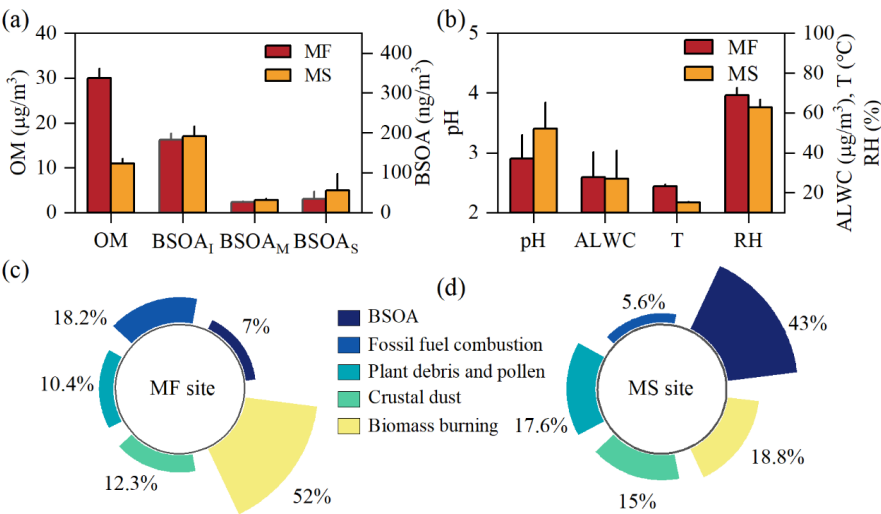 (a)
40
30
20
10
0
OM (μg/m³)
MF
MS
400
300
200
100
0
BSOA (ng/m³)
OM
BSOA_I
BSOA_M
BSOA_S
(b)
5
4
3
2
pH
MF
MS
100
80
60
40
20
ALWC (μg/m³), T (°C)
RH (%)
pH
ALWC
T
RH
(c)
18.2%
7%
10.4%
MF site
12.3%
52%
BSOA
Fossil fuel combustion
Plant debris and pollen
Crustal dust
Biomass burning
(d)
5.6%
43%
17.6%
MS site
18.8%
15%